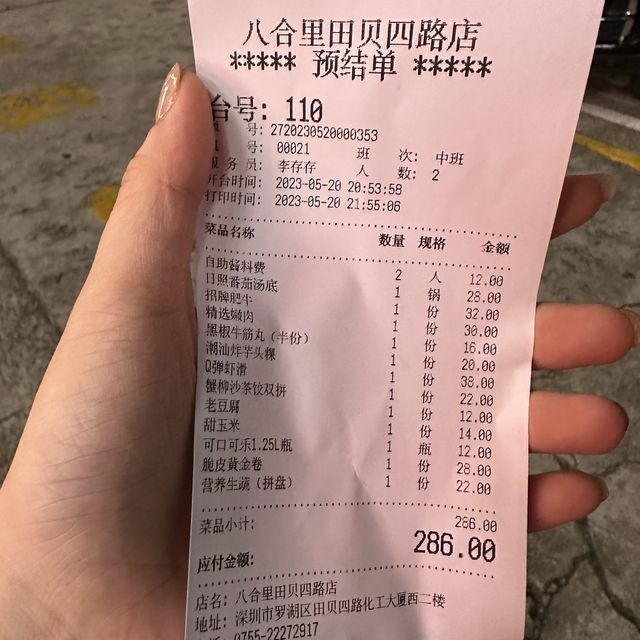 八合里田贝四路店
***** 预结单 *****
台号: 110
号: 2720230520000353
号: 00021 班 次: 中班
服 务 员: 李存存 人 数: 2
开台时间: 2023-05-20 20:53:58
打印时间: 2023-05-20 21:55:06
菜品名称 数量 规格 金额
自助酱料费 2 人 12.00
日照番茄汤底 1 锅 28.00
招牌肥牛 1 份 32.00
精选嫩肉 1 份 30.00
黑椒牛筋丸(半份) 1 份 16.00
潮汕炸芋头粿 1 份 20.00
Q弹虾滑 1 份 38.00
蟹柳沙茶饺双拼 1 份 22.00
老豆腐 1 份 12.00
甜玉米 1 份 14.00
可口可乐1.25L瓶 1 瓶 12.00
脆皮黄金卷 1 份 28.00
营养生蔬(拼盘) 1 份 22.00
菜品小计: 286.00
应付金额: 286.00
店名: 八合里田贝四路店
地址: 深圳市罗湖区田贝四路化工大厦西二楼
0755-22272917